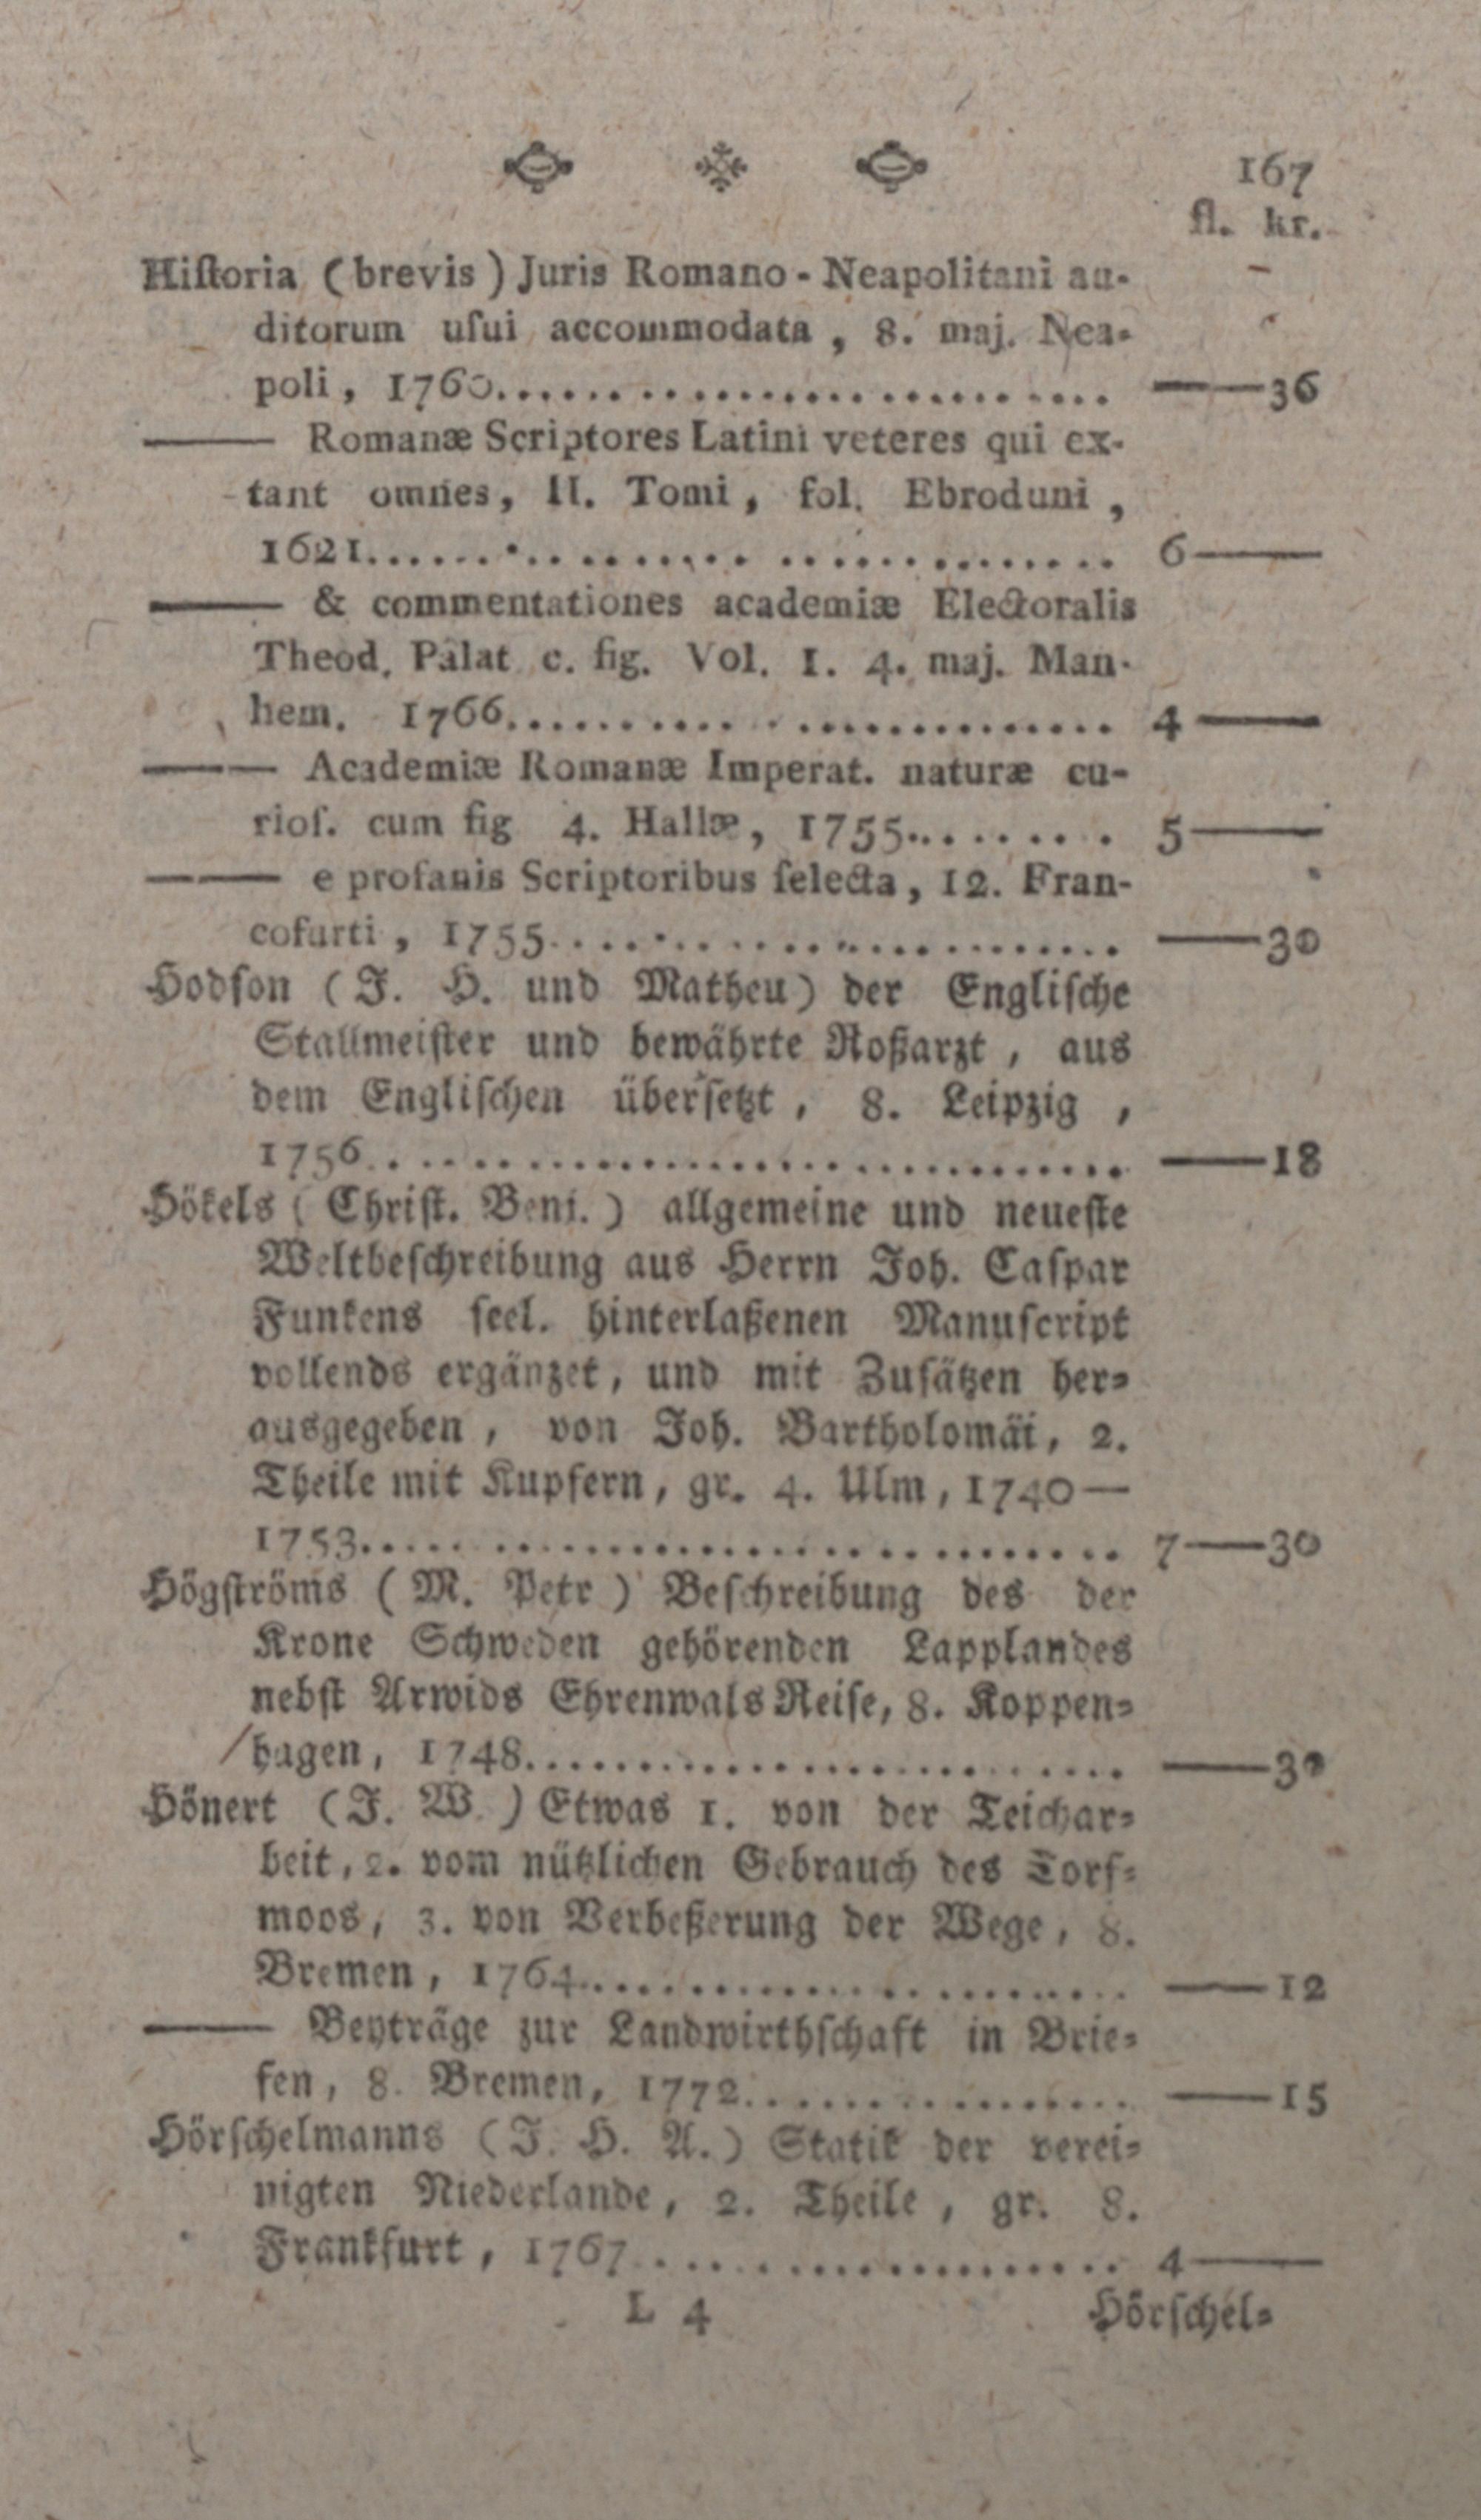 167
fl. kr.
Hiſtoria (brevis) Juris Romano-Neapolitani au-
ditorum uſui accommodata, 8. maj. Nea-
poli, 1760.................................... ——36
—— Romanæ Scriptores Latini veteres qui ex-
tant omnes, II. Tomi, fol. Ebroduni,
1621.................................... 6——
—— & commentationes academiæ Electoralis
Theod. Palat c. fig. Vol. I. 4. maj. Man-
hem. 1766.............................. 4——
—— Academiæ Romanæ Imperat. naturæ cu-
rioſ. cum fig 4. Hallæ, 1755......... 5——
—— e profanis Scriptoribus ſelecta, 12. Fran-
cofurti, 1755........................... ——30
Hodſon (J. H. und Matheu) der Engliſche
Stallmeiſter und bewährte Roßarzt, aus
dem Engliſchen überſetzt, 8. Leipzig,
1756.................................... ——18
Hökels (Chriſt. Benj.) allgemeine und neueſte
Weltbeſchreibung aus Herrn Joh. Caſpar
Funkens ſeel. hinterlaßenen Manuſcript
vollends ergänzet, und mit Zuſätzen her-
ausgegeben, von Joh. Bartholomäi, 2.
Theile mit Kupfern, gr. 4. Ulm, 1740—
1753.................................... 7——30
Högſtröms (M. Petr) Beſchreibung des der
Krone Schweden gehörenden Lapplandes
nebſt Arwids Ehrenwals Reiſe, 8. Koppen-
hagen, 1748........................... ——30
Hönert (J. W.) Etwas 1. von der Teichar-
beit, 2. vom nützlichen Gebrauch des Torf-
moos, 3. von Verbeßerung der Wege, 8.
Bremen, 1764........................... ——12
—— Beyträge zur Landwirthſchaft in Brie-
fen, 8. Bremen, 1772.................. ——15
Hörſchelmanns (J. H. A.) Statik der verei-
nigten Niederlande, 2. Theile, gr. 8.
Frankfurt, 1767........................ 4——
L 4 Hörſchel-